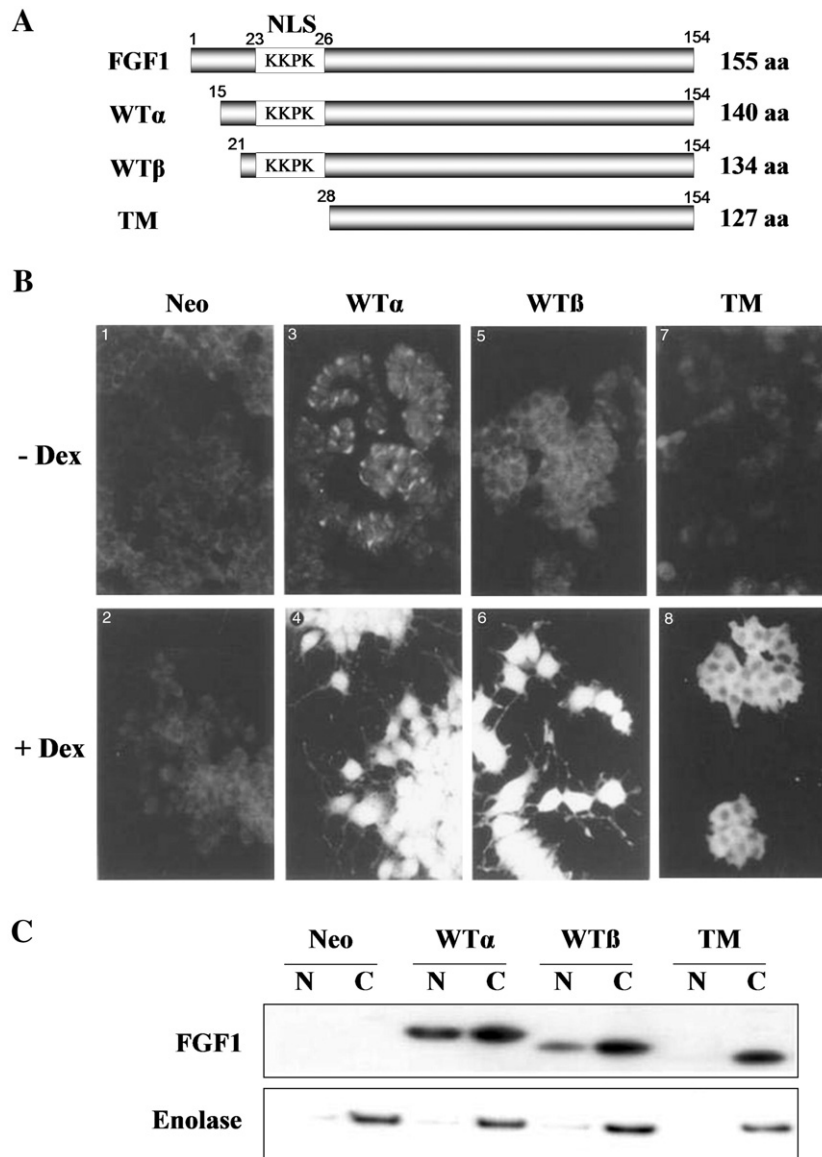 A
NLS
1 23 26 154
FGF1 KKPK 155 aa
15 154
WTα KKPK 140 aa
21 154
WTβ KKPK 134 aa
28 154
TM 127 aa
B
Neo WTα WTß TM
1 3 5 7
- Dex
2 4 6 8
+ Dex
C
Neo WTα WTß TM
N C N C N C N C
FGF1
Enolase